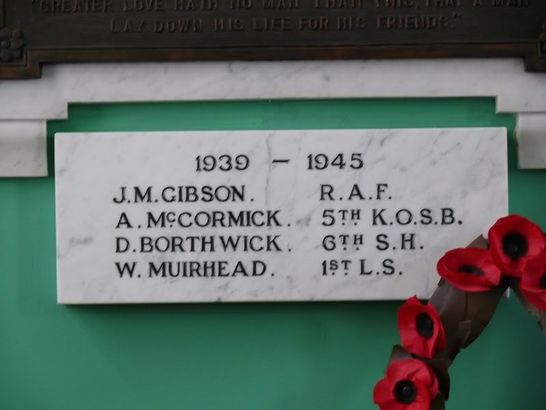 "GREATER LOVE HATH NO MAN THAN THIS, THAT A MAN
LAY DOWN HIS LIFE FOR HIS FRIENDS."
1939 – 1945
J.M. GIBSON. R.A.F.
A. McCORMICK. 5TH K.O.S.B.
D. BORTHWICK. 6TH S.H.
W. MUIRHEAD. 1ST L.S.